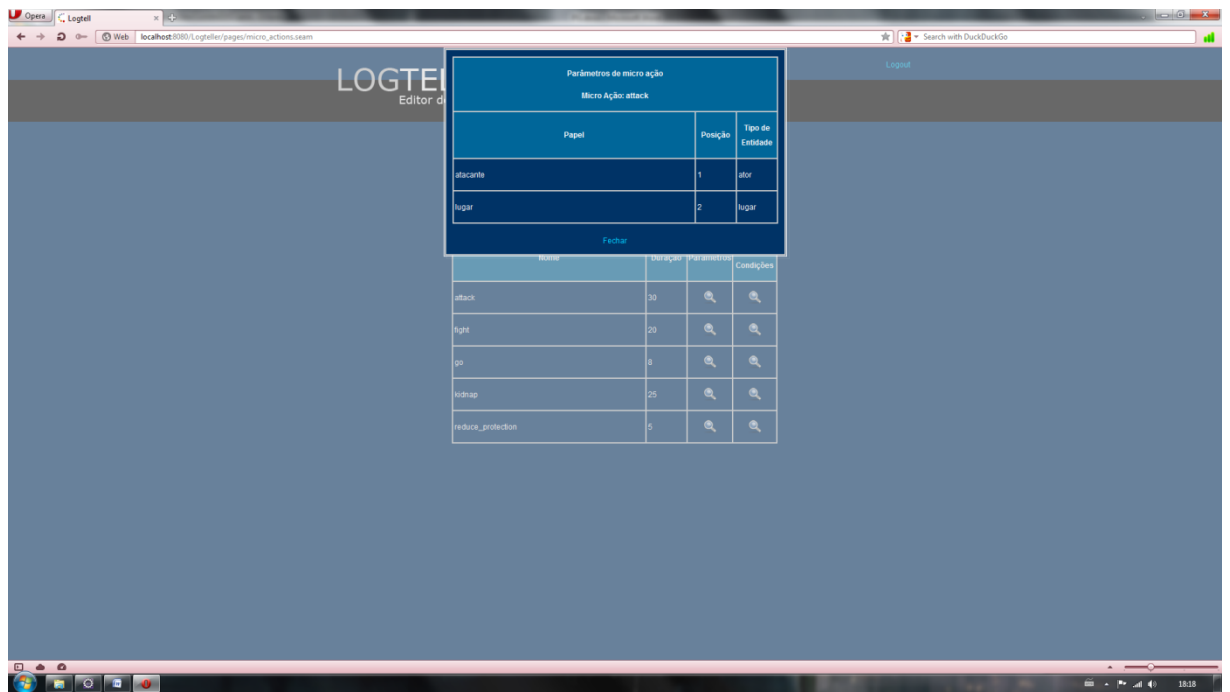 Opera
Logtell
Web
localhost:8080/Logteller/pages/micro_actions.seam
Search with DuckDuckGo
Logout
LOGTEL
Editor d
Parâmetros de micro ação
Micro Ação: attack
Papel Posição Tipo de Entidade
atacante 1 ator
lugar 2 lugar
Fechar
Nome Duração Parâmetros Condições
attack 30
fight 20
go 8
kidnap 25
reduce_protection 5
18:18